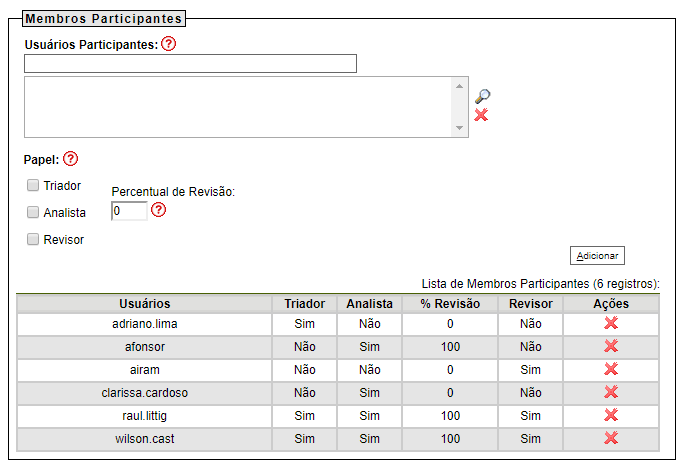 Membros Participantes
Usuários Participantes: ?
Papel: ?
Triador
Percentual de Revisão:
Analista
0 ?
Revisor
Adicionar
Lista de Membros Participantes (6 registros):
Usuários Triador Analista % Revisão Revisor Ações
adriano.lima Sim Não 0 Não
afonsor Não Sim 100 Não
airam Não Não 0 Sim
clarissa.cardoso Não Sim 0 Não
raul.littig Sim Sim 100 Sim
wilson.cast Sim Sim 100 Sim